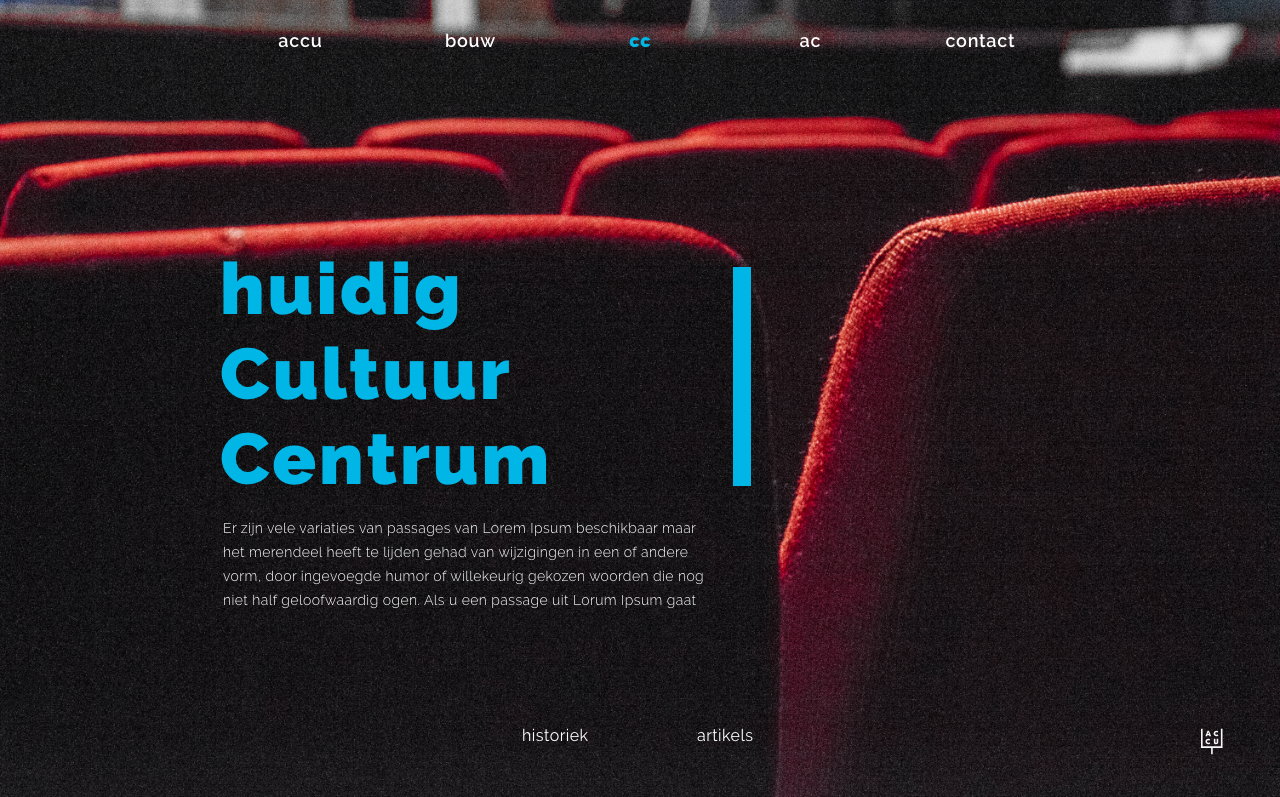 accu bouw cc ac contact
huidig
Cultuur
Centrum
Er zijn vele variaties van passages van Lorem Ipsum beschikbaar maar
het merendeel heeft te lijden gehad van wijzigingen in een of andere
vorm, door ingevoegde humor of willekeurig gekozen woorden die nog
niet half geloofwaardig ogen. Als u een passage uit Lorum Ipsum gaat
historiek artikels
AC
CU